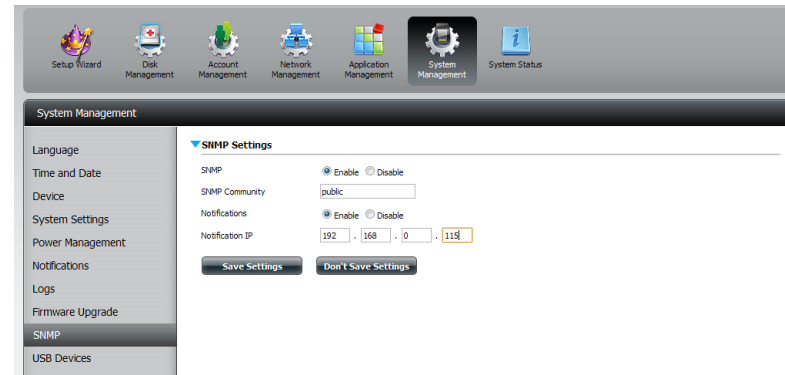 Setup Wizard
Disk Management
Account Management
Network Management
Application Management
System Management
System Status
System Management
Language
Time and Date
Device
System Settings
Power Management
Notifications
Logs
Firmware Upgrade
SNMP
USB Devices
SNMP Settings
SNMP Enable Disable
SNMP Community public
Notifications Enable Disable
Notification IP 192 . 168 . 0 . 115
Save Settings Don't Save Settings